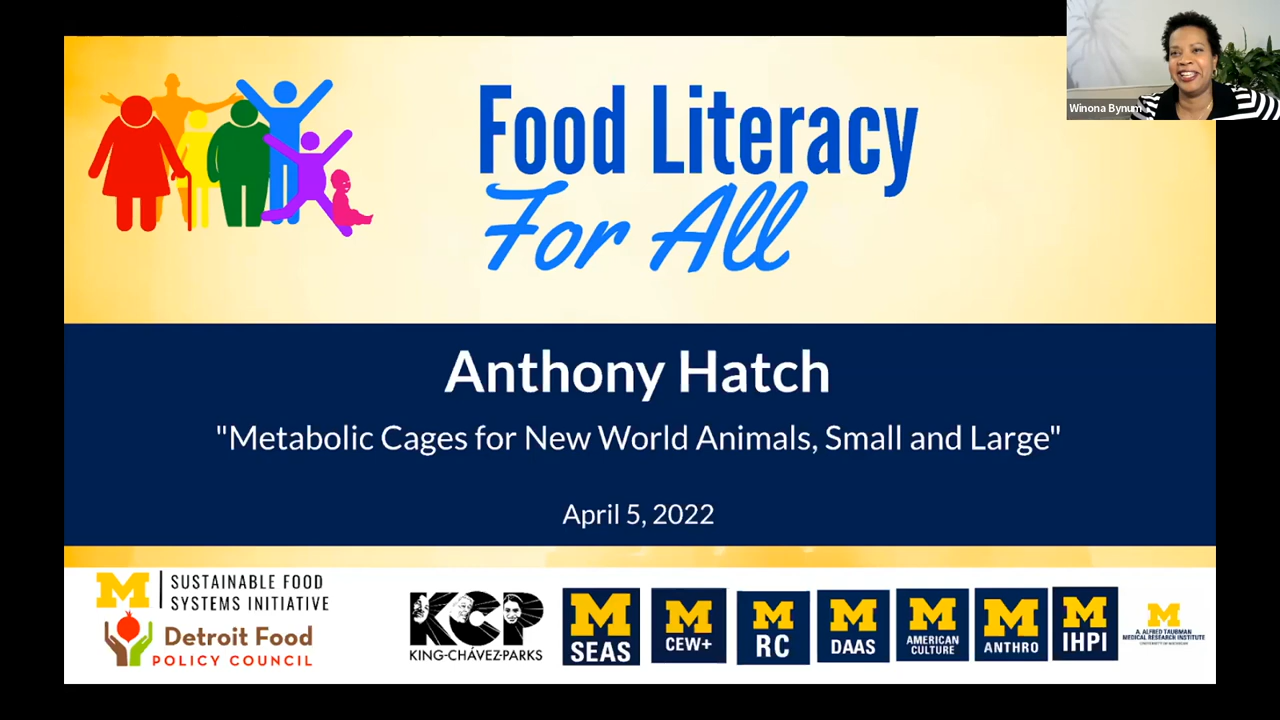 Winona Bynum
Food Literacy
For All
Anthony Hatch
"Metabolic Cages for New World Animals, Small and Large"
April 5, 2022
M
SUSTAINABLE FOOD
SYSTEMS INITIATIVE
Detroit Food
POLICY COUNCIL
KCP
KING-CHÁVEZ-PARKS
M
SEAS
M
CEW+
M
RC
M
DAAS
M
AMERICAN
CULTURE
M
ANTHRO
M
IHPI
M
A. ALFRED TAUBMAN
MEDICAL RESEARCH INSTITUTE